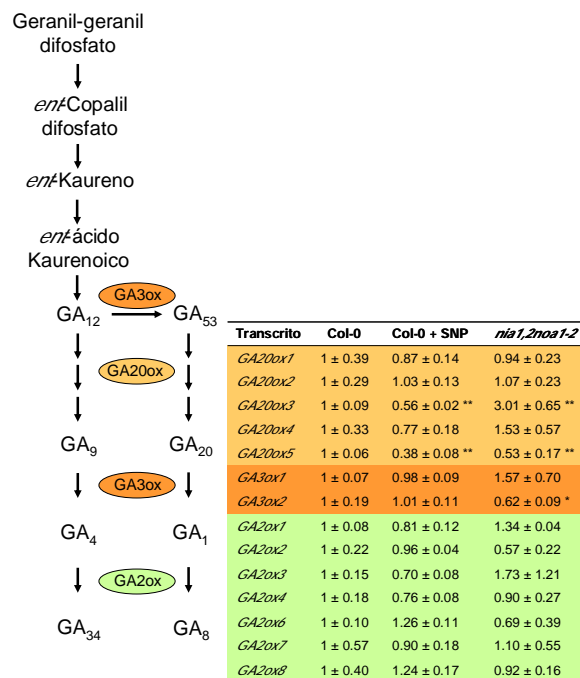 Geranil-geranil
difosfato
ent-Copalil
difosfato
ent-Kaureno
ent-ácido
Kaurenoico
GA3ox
GA12 GA53
GA20ox
GA9 GA20
GA3ox
GA4 GA1
GA2ox
GA34 GA8
Transcrito Col-0 Col-0 + SNP nia1,2noa1-2
GA20ox1 1 ± 0.39 0.87 ± 0.14 0.94 ± 0.23
GA20ox2 1 ± 0.29 1.03 ± 0.13 1.07 ± 0.23
GA20ox3 1 ± 0.09 0.56 ± 0.02 ** 3.01 ± 0.65 **
GA20ox4 1 ± 0.33 0.77 ± 0.18 1.53 ± 0.57
GA20ox5 1 ± 0.06 0.38 ± 0.08 ** 0.53 ± 0.17 **
GA3ox1 1 ± 0.07 0.98 ± 0.09 1.57 ± 0.70
GA3ox2 1 ± 0.19 1.01 ± 0.11 0.62 ± 0.09 *
GA2ox1 1 ± 0.08 0.81 ± 0.12 1.34 ± 0.04
GA2ox2 1 ± 0.22 0.96 ± 0.04 0.57 ± 0.22
GA2ox3 1 ± 0.15 0.70 ± 0.08 1.73 ± 1.21
GA2ox4 1 ± 0.18 0.76 ± 0.08 0.90 ± 0.27
GA2ox6 1 ± 0.10 1.26 ± 0.11 0.69 ± 0.39
GA2ox7 1 ± 0.57 0.90 ± 0.18 1.10 ± 0.55
GA2ox8 1 ± 0.40 1.24 ± 0.17 0.92 ± 0.16